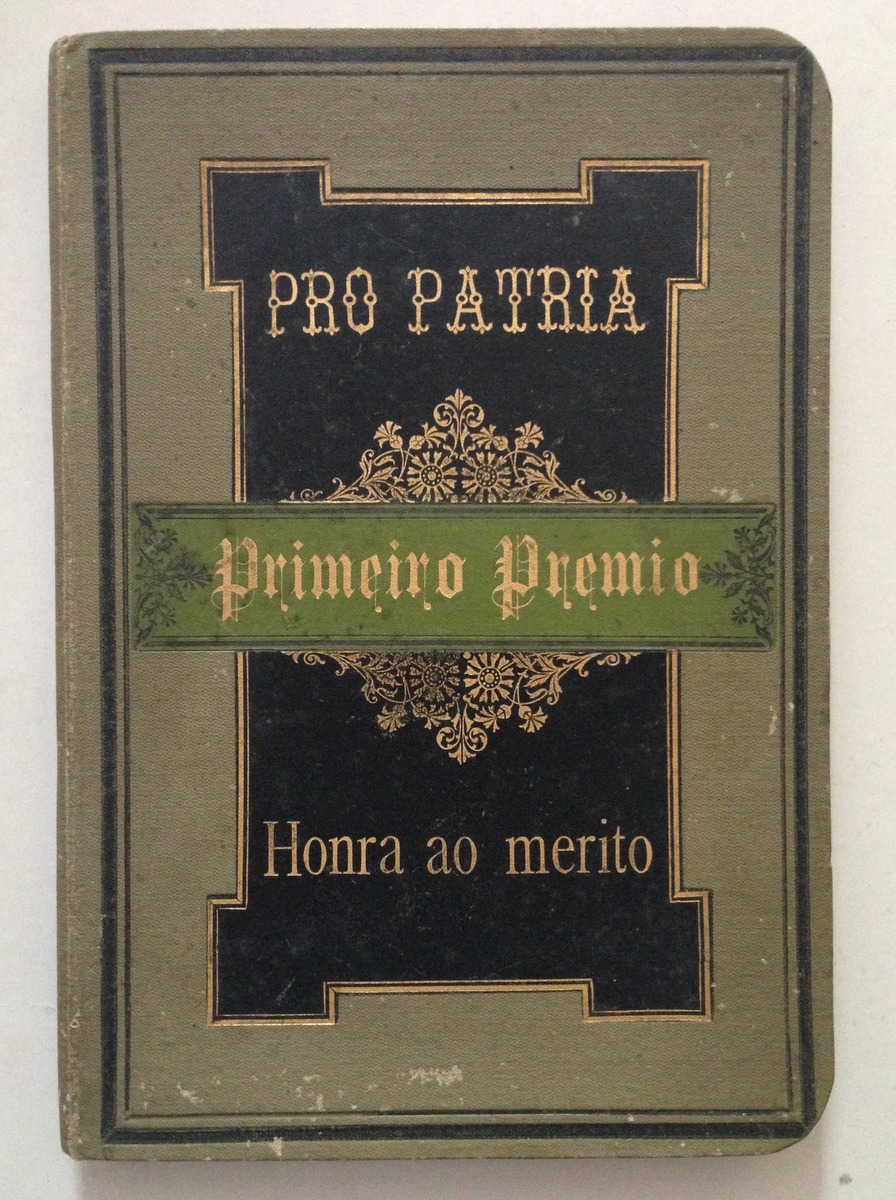 PRO PATRIA
Primeiro Premio
Honra ao merito